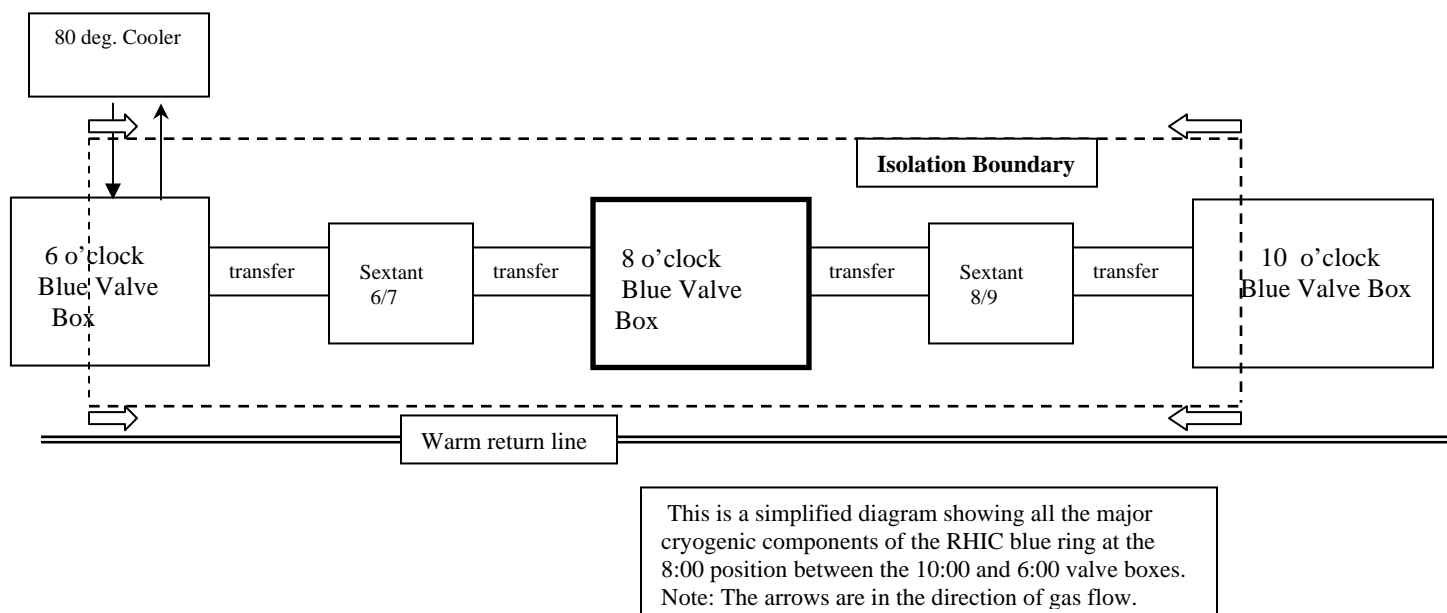 80 deg. Cooler
Isolation Boundary
6 o’clock
Blue Valve
Box
transfer
Sextant
6/7
transfer
8 o’clock
Blue Valve
Box
transfer
Sextant
8/9
transfer
10 o’clock
Blue Valve Box
Warm return line
This is a simplified diagram showing all the major
cryogenic components of the RHIC blue ring at the
8:00 position between the 10:00 and 6:00 valve boxes.
Note: The arrows are in the direction of gas flow.